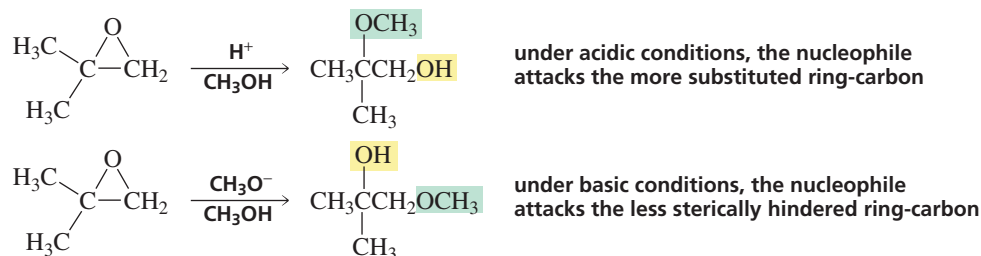 O
H₃C
C—CH₂
H₃C
H⁺
CH₃OH
OCH₃
CH₃CCH₂OH
CH₃
under acidic conditions, the nucleophile
attacks the more substituted ring-carbon
O
H₃C
C—CH₂
H₃C
CH₃O⁻
CH₃OH
OH
CH₃CCH₂OCH₃
CH₃
under basic conditions, the nucleophile
attacks the less sterically hindered ring-carbon